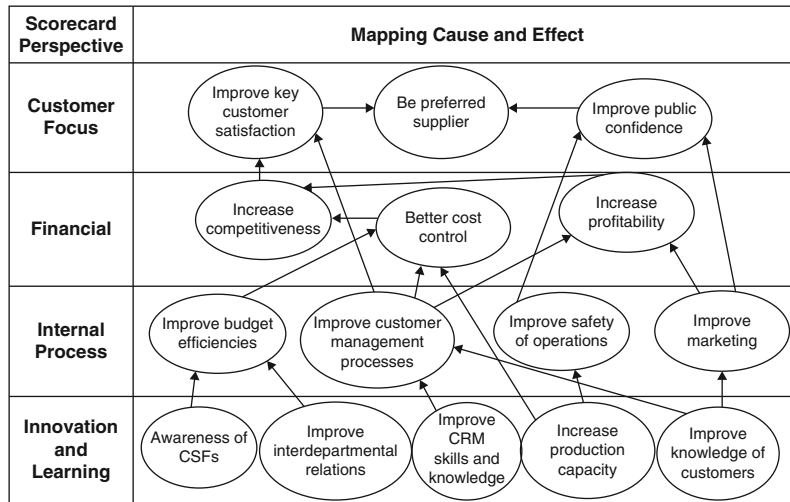 Scorecard
Perspective
Mapping Cause and Effect
Customer
Focus
Improve key
customer
satisfaction
Be preferred
supplier
Improve public
confidence
Financial
Increase
competitiveness
Better cost
control
Increase
profitability
Internal
Process
Improve budget
efficiencies
Improve customer
management
processes
Improve safety
of operations
Improve
marketing
Innovation
and
Learning
Awareness of
CSFs
Improve
interdepartmental
relations
Improve
CRM
skills and
knowledge
Increase
production
capacity
Improve
knowledge of
customers